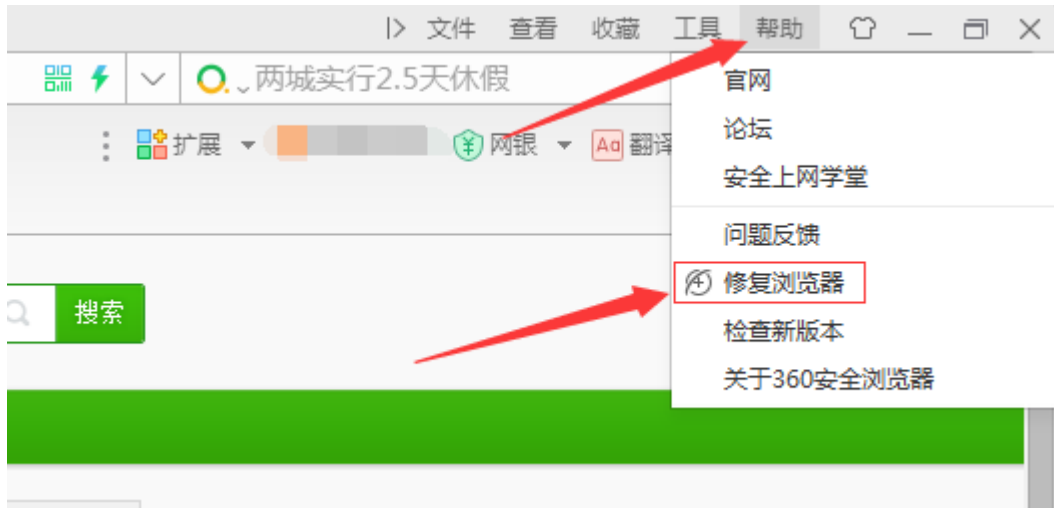 文件 查看 收藏 工具 帮助
两城实行2.5天休假
扩展 网银 Aa 翻译
官网
论坛
安全上网学堂
问题反馈
修复浏览器
检查新版本
关于360安全浏览器
搜索